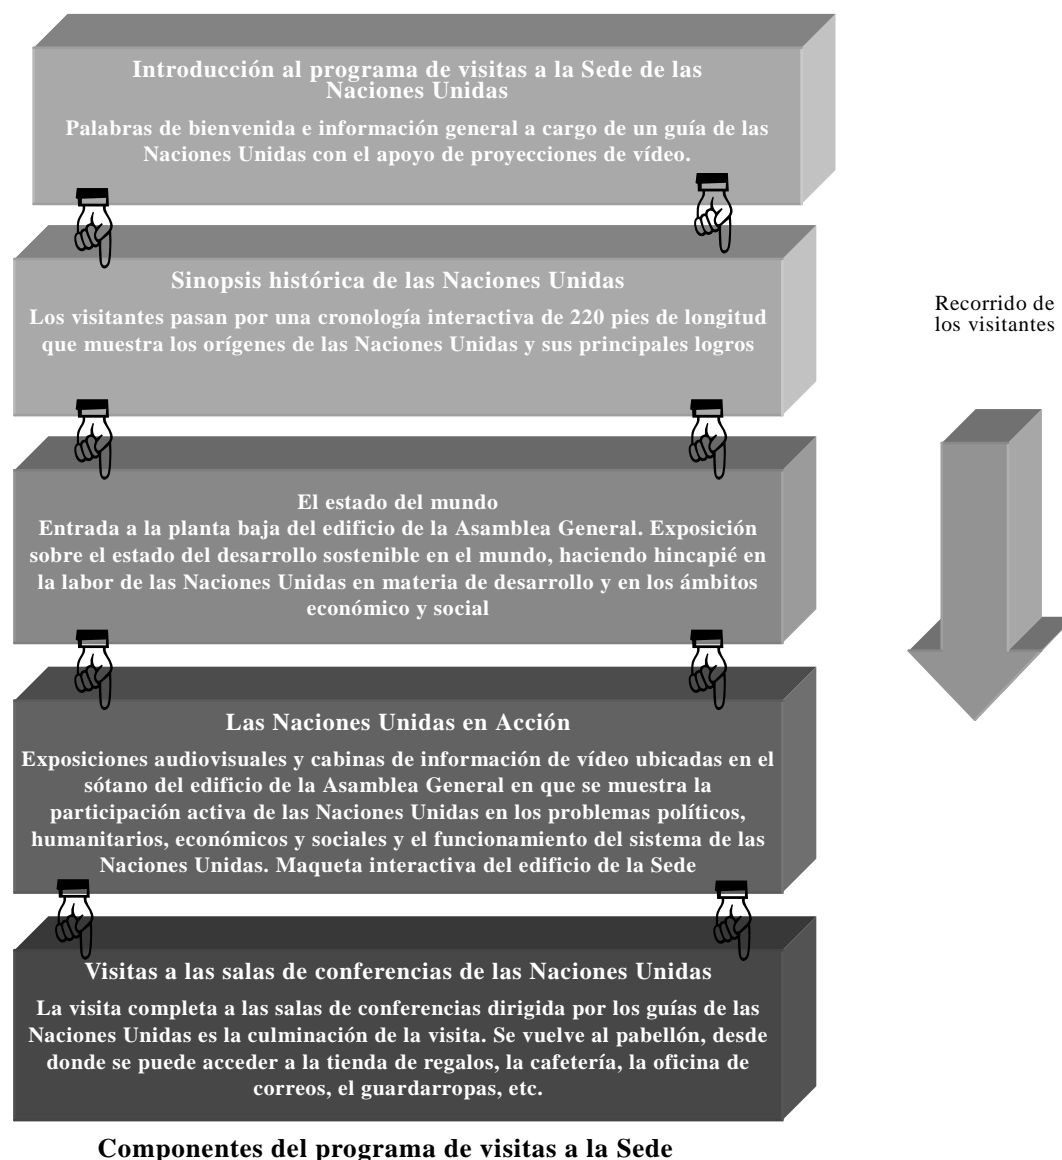 Introducción al programa de visitas a la Sede de las
Naciones Unidas
Palabras de bienvenida e información general a cargo de un guía de las
Naciones Unidas con el apoyo de proyecciones de vídeo.
Sinopsis histórica de las Naciones Unidas
Los visitantes pasan por una cronología interactiva de 220 pies de longitud
que muestra los orígenes de las Naciones Unidas y sus principales logros
Recorrido de
los visitantes
El estado del mundo
Entrada a la planta baja del edificio de la Asamblea General. Exposición
sobre el estado del desarrollo sostenible en el mundo, haciendo hincapié en
la labor de las Naciones Unidas en materia de desarrollo y en los ámbitos
económico y social
Las Naciones Unidas en Acción
Exposiciones audiovisuales y cabinas de información de vídeo ubicadas en el
sótano del edificio de la Asamblea General en que se muestra la
participación activa de las Naciones Unidas en los problemas políticos,
humanitarios, económicos y sociales y el funcionamiento del sistema de las
Naciones Unidas. Maqueta interactiva del edificio de la Sede
Visitas a las salas de conferencias de las Naciones Unidas
La visita completa a las salas de conferencias dirigida por los guías de las
Naciones Unidas es la culminación de la visita. Se vuelve al pabellón, desde
donde se puede acceder a la tienda de regalos, la cafetería, la oficina de
correos, el guardarropas, etc.
Componentes del programa de visitas a la Sede